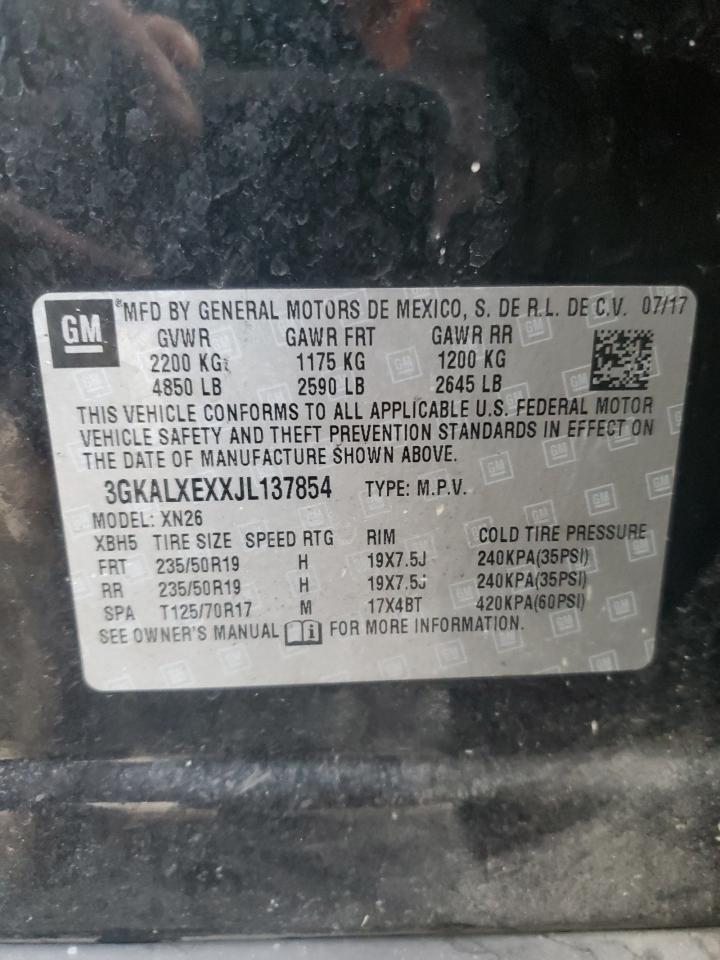 GM ®MFD BY GENERAL MOTORS DE MEXICO, S. DE R.L. DE C.V. 07/17
GVWR GAWR FRT GAWR RR
2200 KG 1175 KG 1200 KG
4850 LB 2590 LB 2645 LB
THIS VEHICLE CONFORMS TO ALL APPLICABLE U.S. FEDERAL MOTOR
VEHICLE SAFETY AND THEFT PREVENTION STANDARDS IN EFFECT ON
THE DATE OF MANUFACTURE SHOWN ABOVE.
3GKALXEXXJL137854 TYPE: M.P.V.
MODEL: XN26
XBH5 TIRE SIZE SPEED RTG RIM COLD TIRE PRESSURE
FRT 235/50R19 H 19X7.5J 240KPA(35PSI)
RR 235/50R19 H 19X7.5J 240KPA(35PSI)
SPA T125/70R17 M 17X4BT 420KPA(60PSI)
SEE OWNER'S MANUAL i FOR MORE INFORMATION.